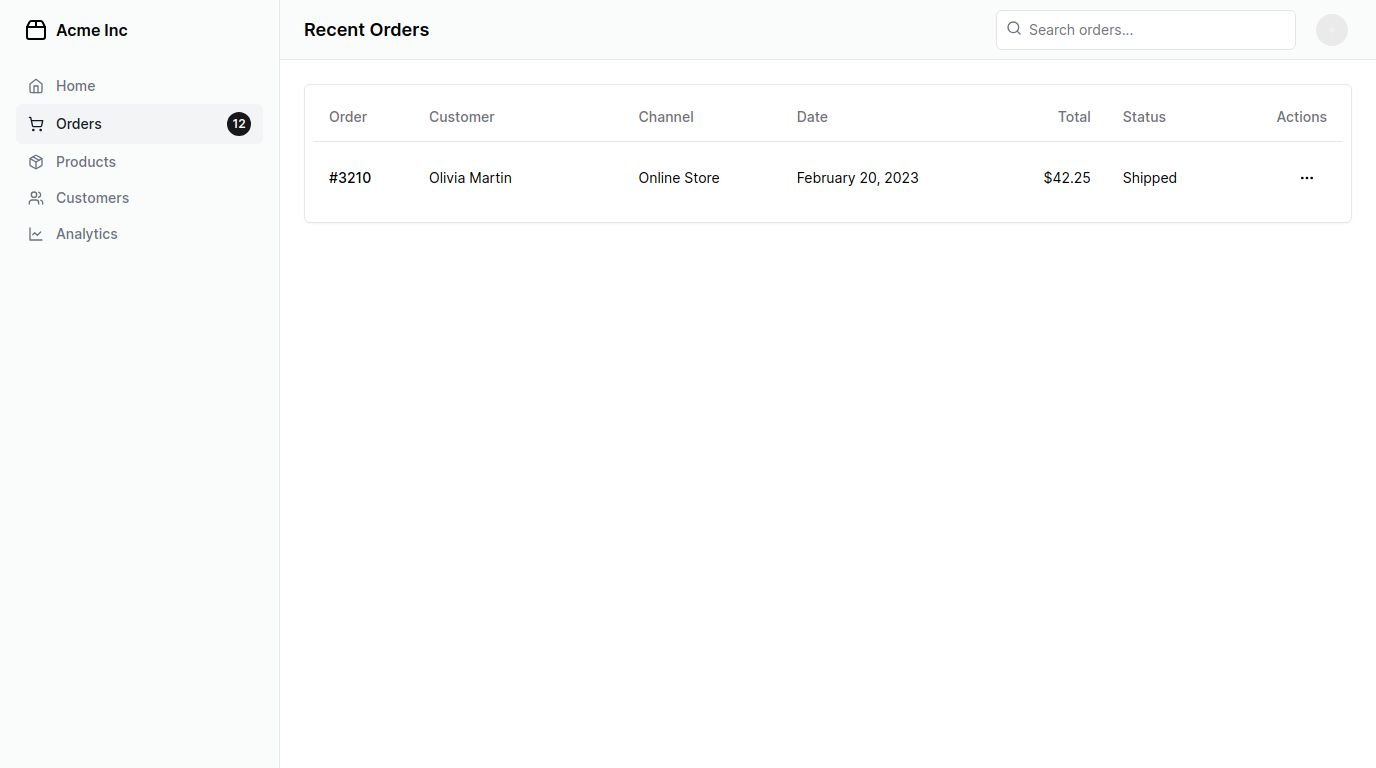 Acme Inc
Home
Orders 12
Products
Customers
Analytics
Recent Orders
Search orders...
Order Customer Channel Date Total Status Actions
#3210 Olivia Martin Online Store February 20, 2023 $42.25 Shipped ...